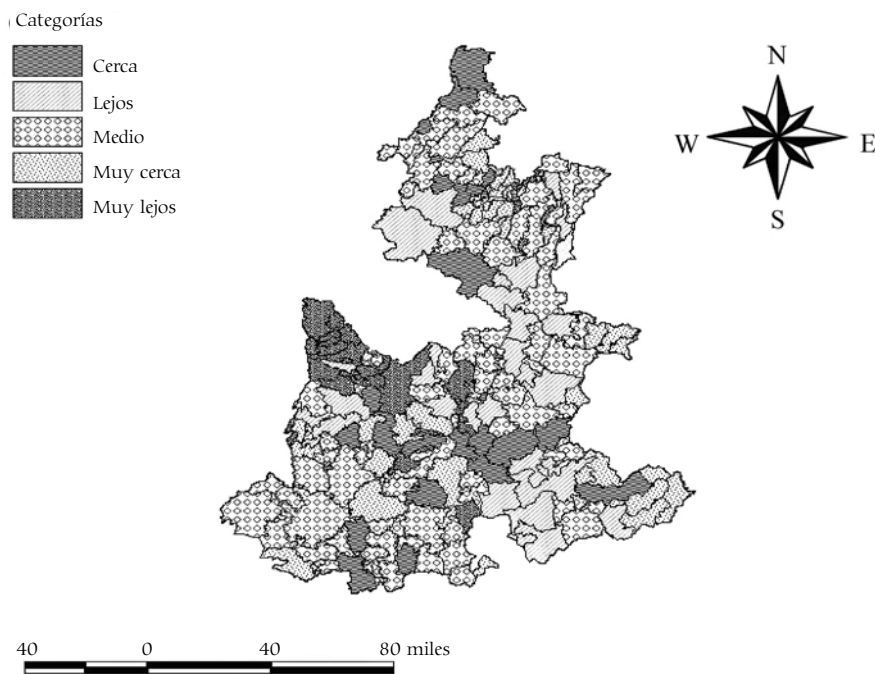 Categorías
Cerca
Lejos
Medio
Muy cerca
Muy lejos
N
W
E
S
40 0 40 80 miles